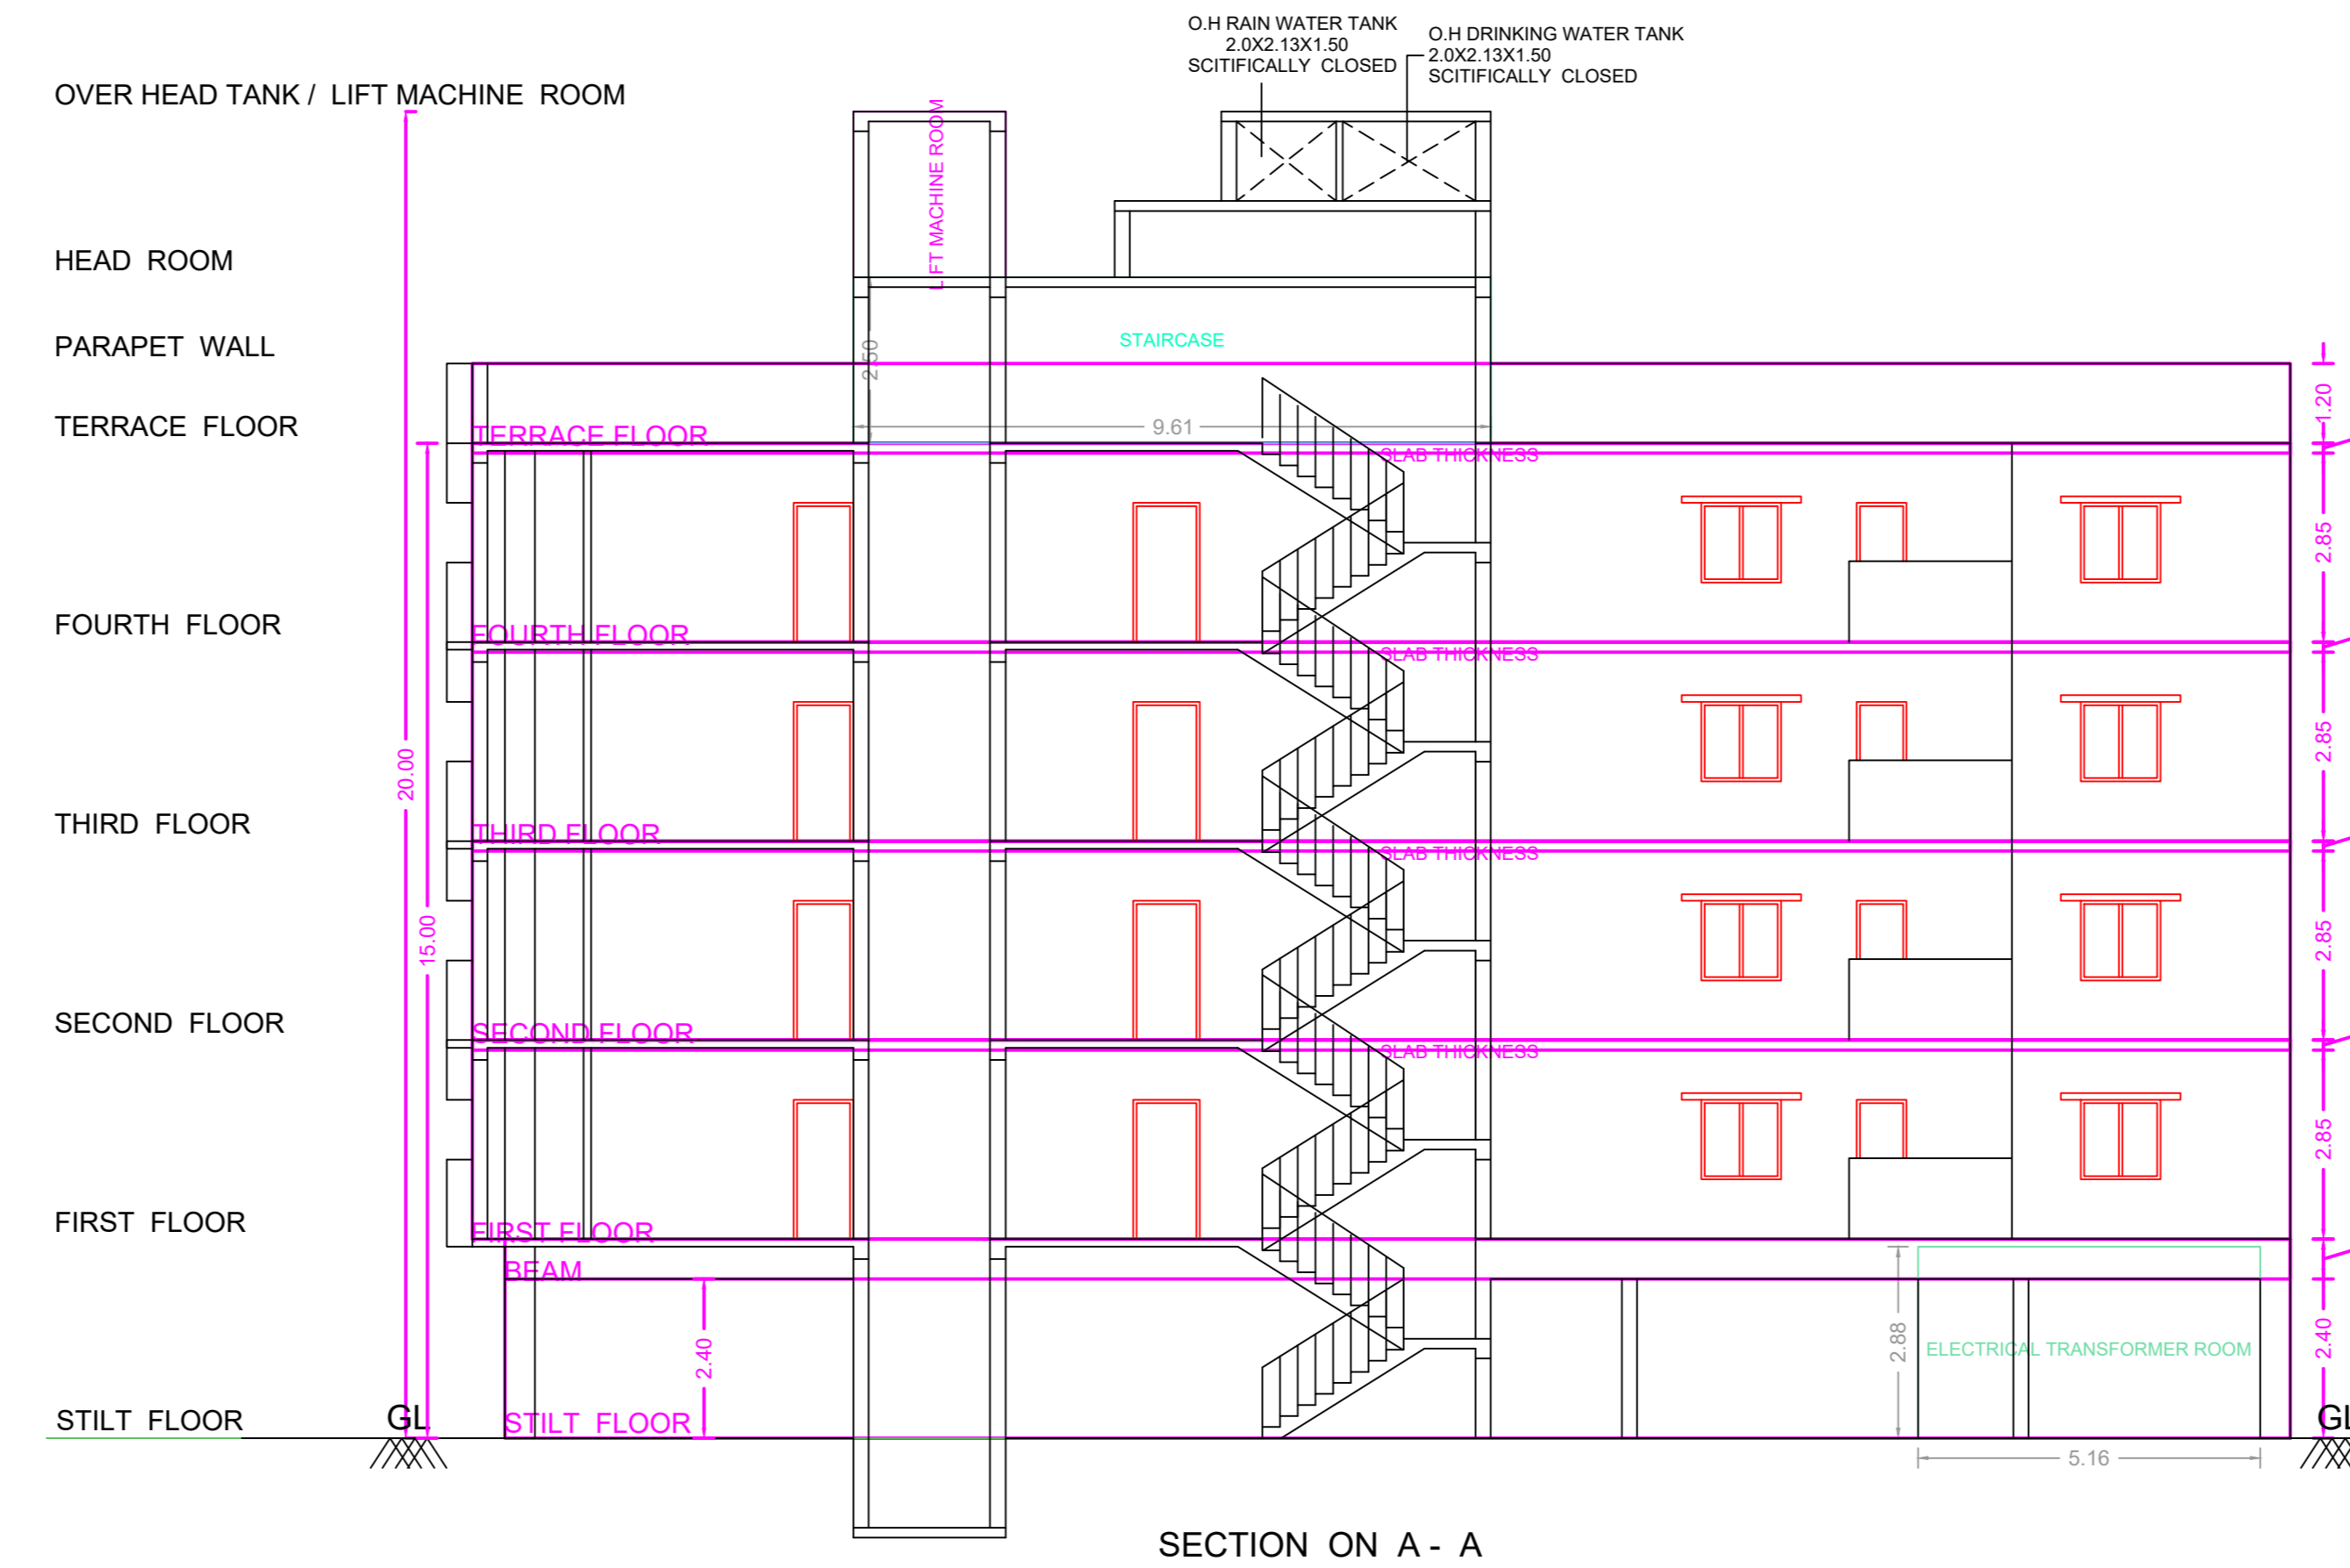 O.H RAIN WATER TANK
2.0X2.13X1.50
SCITIFICALLY CLOSED
O.H DRINKING WATER TANK
2.0X2.13X1.50
SCITIFICALLY CLOSED
OVER HEAD TANK / LIFT MACHINE ROOM
LIFT MACHINE ROOM
HEAD ROOM
STAIRCASE
2.50
PARAPET WALL
1.20
TERRACE FLOOR
TERRACE FLOOR
9.61
SLAB THICKNESS
2.85
FOURTH FLOOR
FOURTH FLOOR
SLAB THICKNESS
2.85
20.00
THIRD FLOOR
THIRD FLOOR
SLAB THICKNESS
2.85
15.00
SECOND FLOOR
SECOND FLOOR
SLAB THICKNESS
2.85
FIRST FLOOR
FIRST FLOOR
BEAM
2.40
2.88
ELECTRICAL TRANSFORMER ROOM
2.40
STILT FLOOR
GL
STILT FLOOR
GL
5.16
SECTION ON A - A